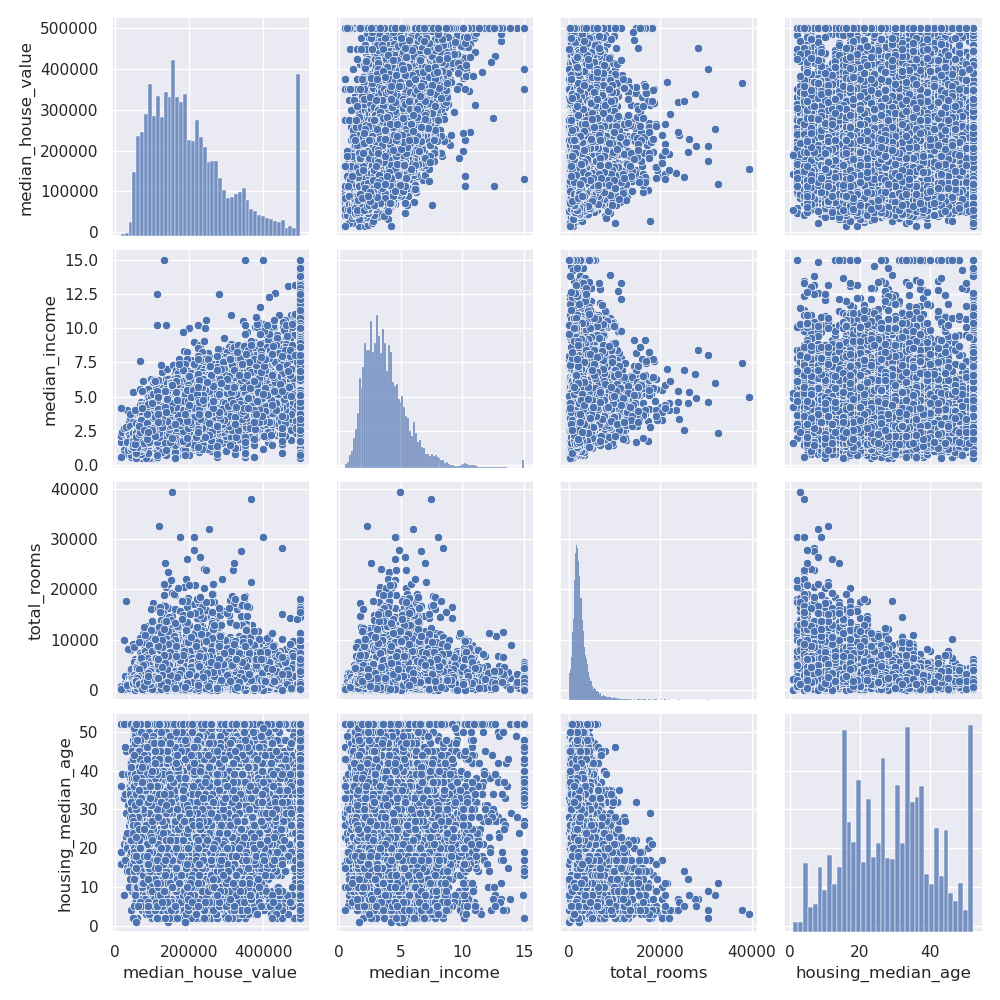 500000
400000
300000
200000
100000
0
median_house_value
15.0
12.5
10.0
7.5
5.0
2.5
0.0
median_income
40000
30000
20000
10000
0
total_rooms
50
40
30
20
10
0
housing_median_age
0 200000 400000
median_house_value
0 5 10 15
median_income
0 20000 40000
total_rooms
0 20 40
housing_median_age